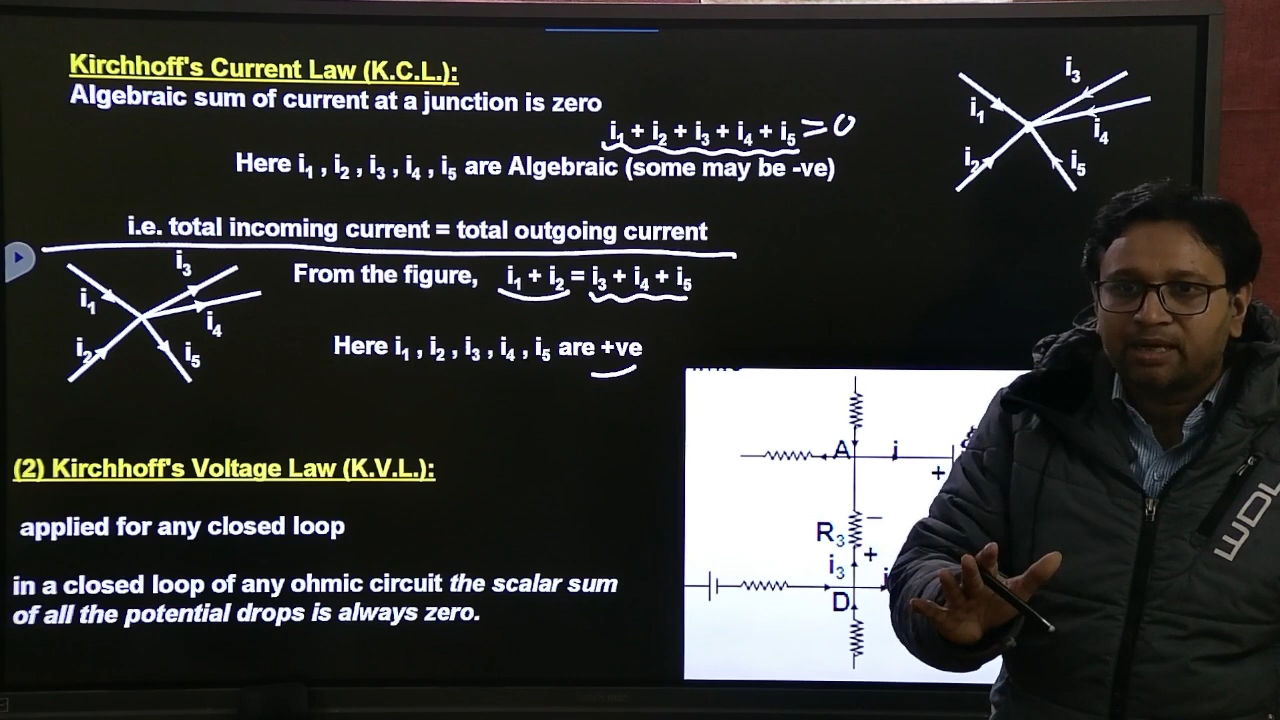 Kirchhoff's Current Law (K.C.L.):
Algebraic sum of current at a junction is zero
i₁ + i₂ + i₃ + i₄ + i₅ = 0
Here i₁ , i₂ , i₃ , i₄ , i₅ are Algebraic (some may be -ve)
i₃
i₁
i₄
i₂
i₅
i.e. total incoming current = total outgoing current
i₃
From the figure, i₁ + i₂ = i₃ + i₄ + i₅
i₁
i₄
i₂
i₅
Here i₁ , i₂ , i₃ , i₄ , i₅ are +ve
(2) Kirchhoff's Voltage Law (K.V.L.):
applied for any closed loop
in a closed loop of any ohmic circuit the scalar sum
of all the potential drops is always zero.
A i
+
R₃ −
+
i₃
D
WDL